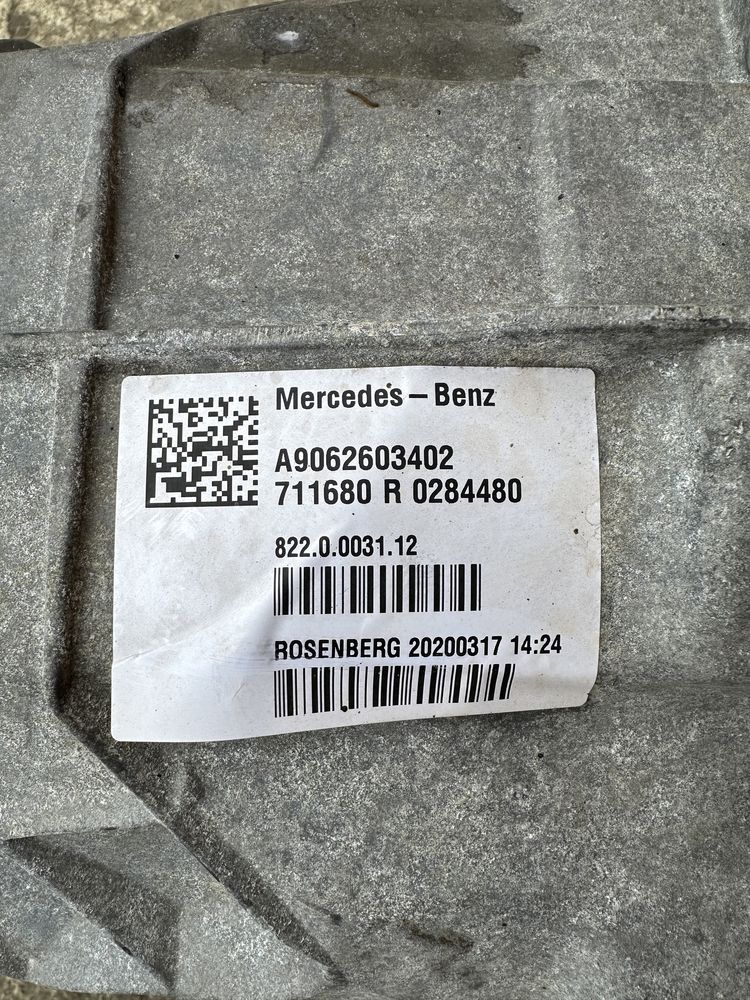 Mercedes – Benz
A9062603402
711680 R 0284480
822.0.0031.12
ROSENBERG 20200317 14:24